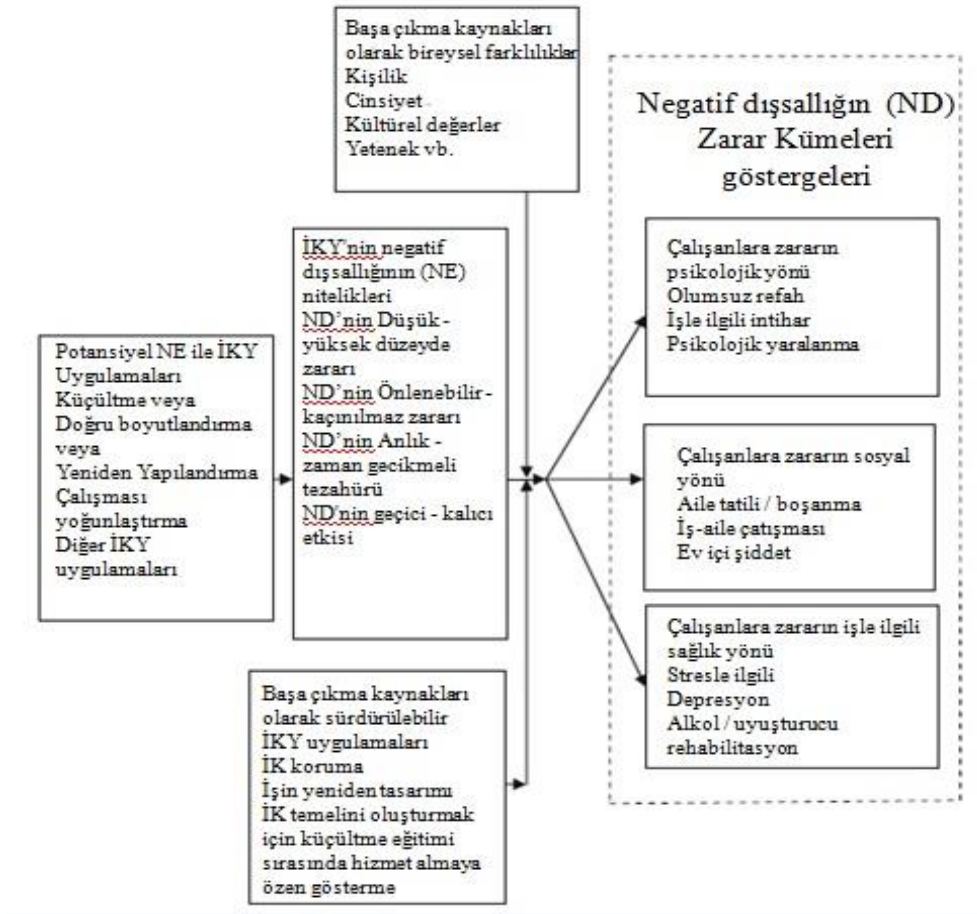 Başa çıkma kaynakları
olarak bireysel farklılıklar
Kişilik
Cinsiyet
Kültürel değerler
Yetenek vb.
Negatif dışsallığın (ND)
Zarar Kümeleri
göstergeleri
Potansiyel NE ile İKY
Uygulamaları
Küçültme veya
Doğru boyutlandırma
veya
Yeniden Yapılandırma
Çalışması
yoğunlaştırma
Diğer İKY
uygulamaları
İKY'nin negatif
dışsallığının (NE)
nitelikleri
ND'nin Düşük -
yüksek düzeyde
zararı
ND'nin Önlenebilir -
kaçınılmaz zararı
ND'nin Anlık -
zaman gecikmeli
tezahürü
ND'nin geçici - kalıcı
etkisi
Çalışanlara zararın
psikolojik yönü
Olumsuz refah
İşle ilgili intihar
Psikolojik yaralanma
Çalışanlara zararın sosyal
yönü
Aile tatili / boşanma
İş-aile çatışması
Ev içi şiddet
Çalışanlara zararın işle ilgili
sağlık yönü
Stresle ilgili
Depresyon
Alkol / uyuşturucu
rehabilitasyon
Başa çıkma kaynakları
olarak sürdürülebilir
İKY uygulamaları
İK koruma
İşin yeniden tasarımı
İK temelini oluşturmak
için küçültme eğitimi
sırasında hizmet almaya
özen gösterme